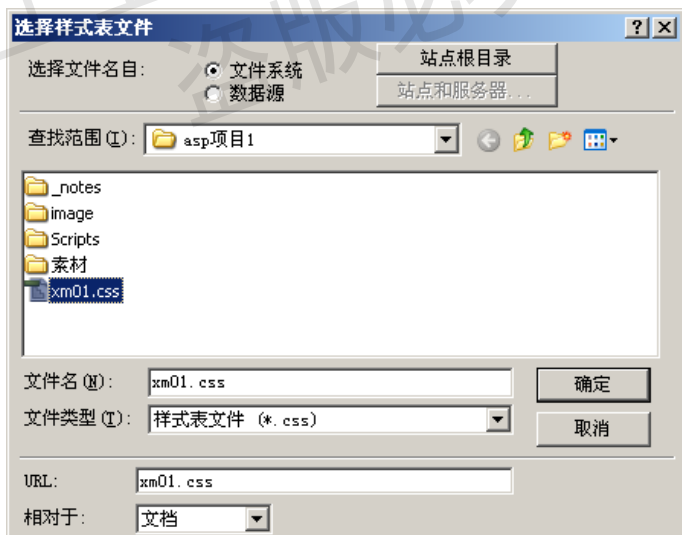 选择样式表文件
选择文件名自: 文件系统 站点根目录
数据源 站点和服务器...
查找范围(I): asp项目1
_notes
image
Scripts
素材
xm01.css
文件名(N): xm01.css 确定
文件类型(T): 样式表文件 (*.css) 取消
URL: xm01.css
相对于: 文档